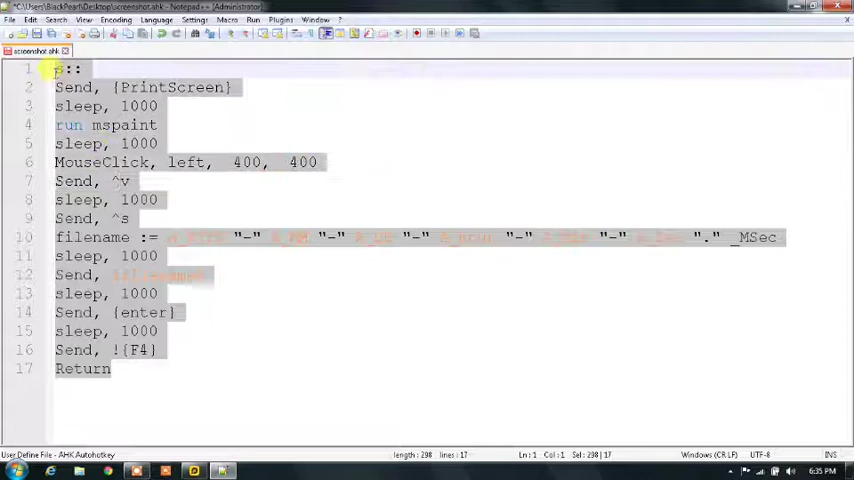 *C:\Users\BlackPearl\Desktop\screenshot.ahk - Notepad++ [Administrator]
File Edit Search View Encoding Language Settings Macro Run Plugins Window ?
screenshot.ahk
1 s::
2 Send, {PrintScreen}
3 sleep, 1000
4 run mspaint
5 sleep, 1000
6 MouseClick, left, 400, 400
7 Send, ^v
8 sleep, 1000
9 Send, ^s
10 filename := "-" "-" "-" "-" "-" "." _MSec
11 sleep, 1000
12 Send,
13 sleep, 1000
14 Send, {enter}
15 sleep, 1000
16 Send, !{F4}
17 Return
User Define File - AHK Autohotkey length : 298 lines : 17 Ln : 1 Col : 1 Sel : 298 | 17 Windows (CR LF) UTF-8 INS
6:35 PM